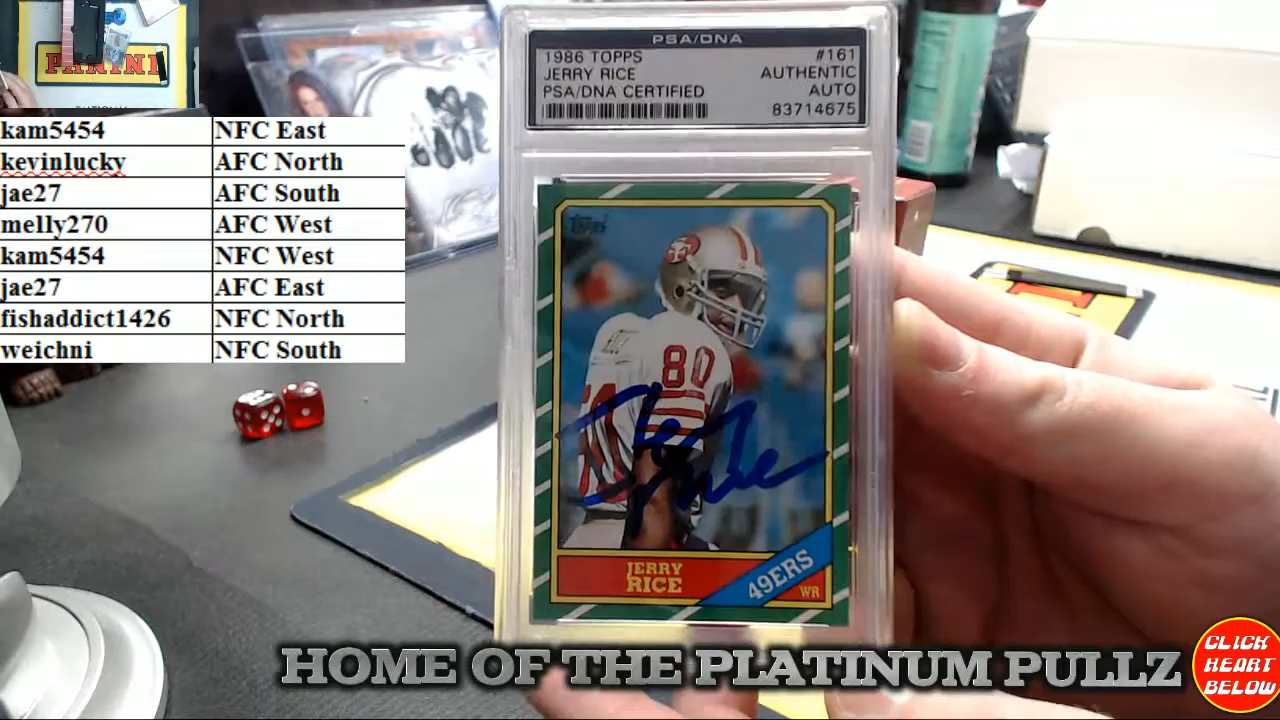 PANINI
kam5454 NFC East
kevinlucky AFC North
jae27 AFC South
melly270 AFC West
kam5454 NFC West
jae27 AFC East
fishaddict1426 NFC North
weichni NFC South
PSA/DNA
1986 TOPPS #161
JERRY RICE AUTHENTIC
PSA/DNA CERTIFIED AUTO
83714675
Topps
80
JERRY
RICE
49ERS
WR
HOME OF THE PLATINUM PULLZ
CLICK
HEART
BELOW